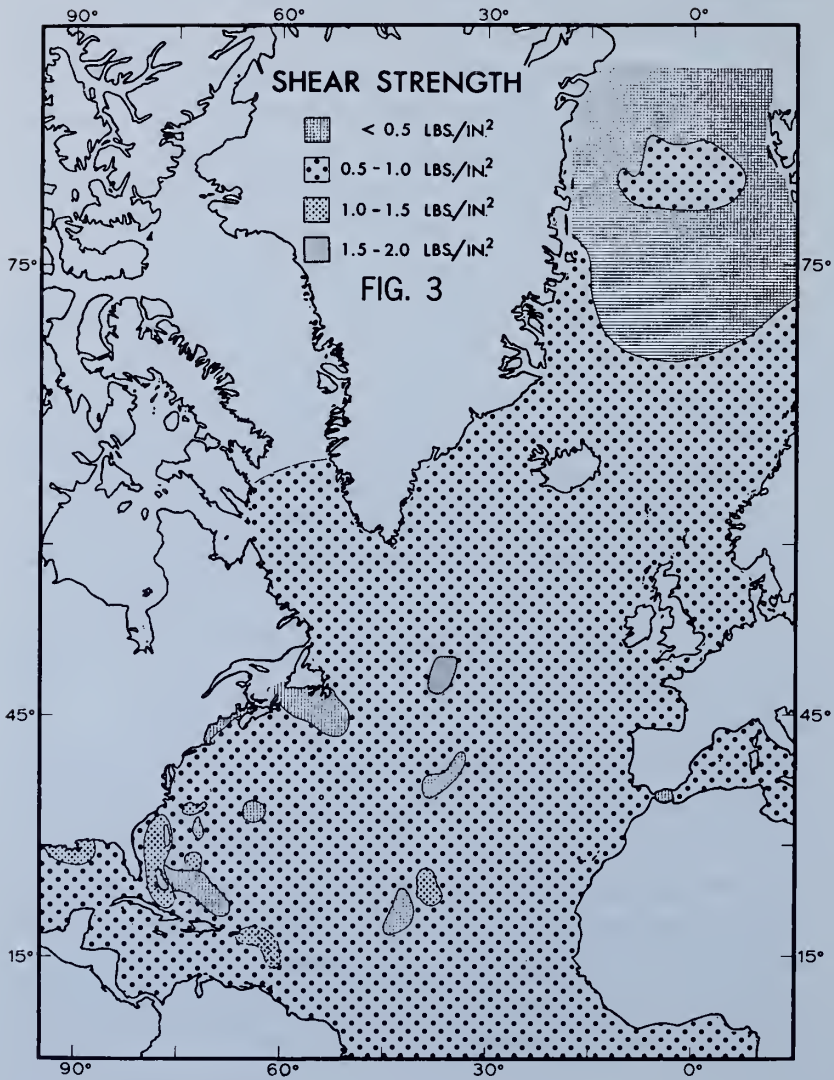 90° 60° 30° 0°
SHEAR STRENGTH
< 0.5 LBS./IN.²
0.5 - 1.0 LBS./IN.²
1.0 - 1.5 LBS./IN.²
1.5 - 2.0 LBS./IN.²
FIG. 3
75° 75°
45° 45°
15° 15°
90° 60° 30° 0°